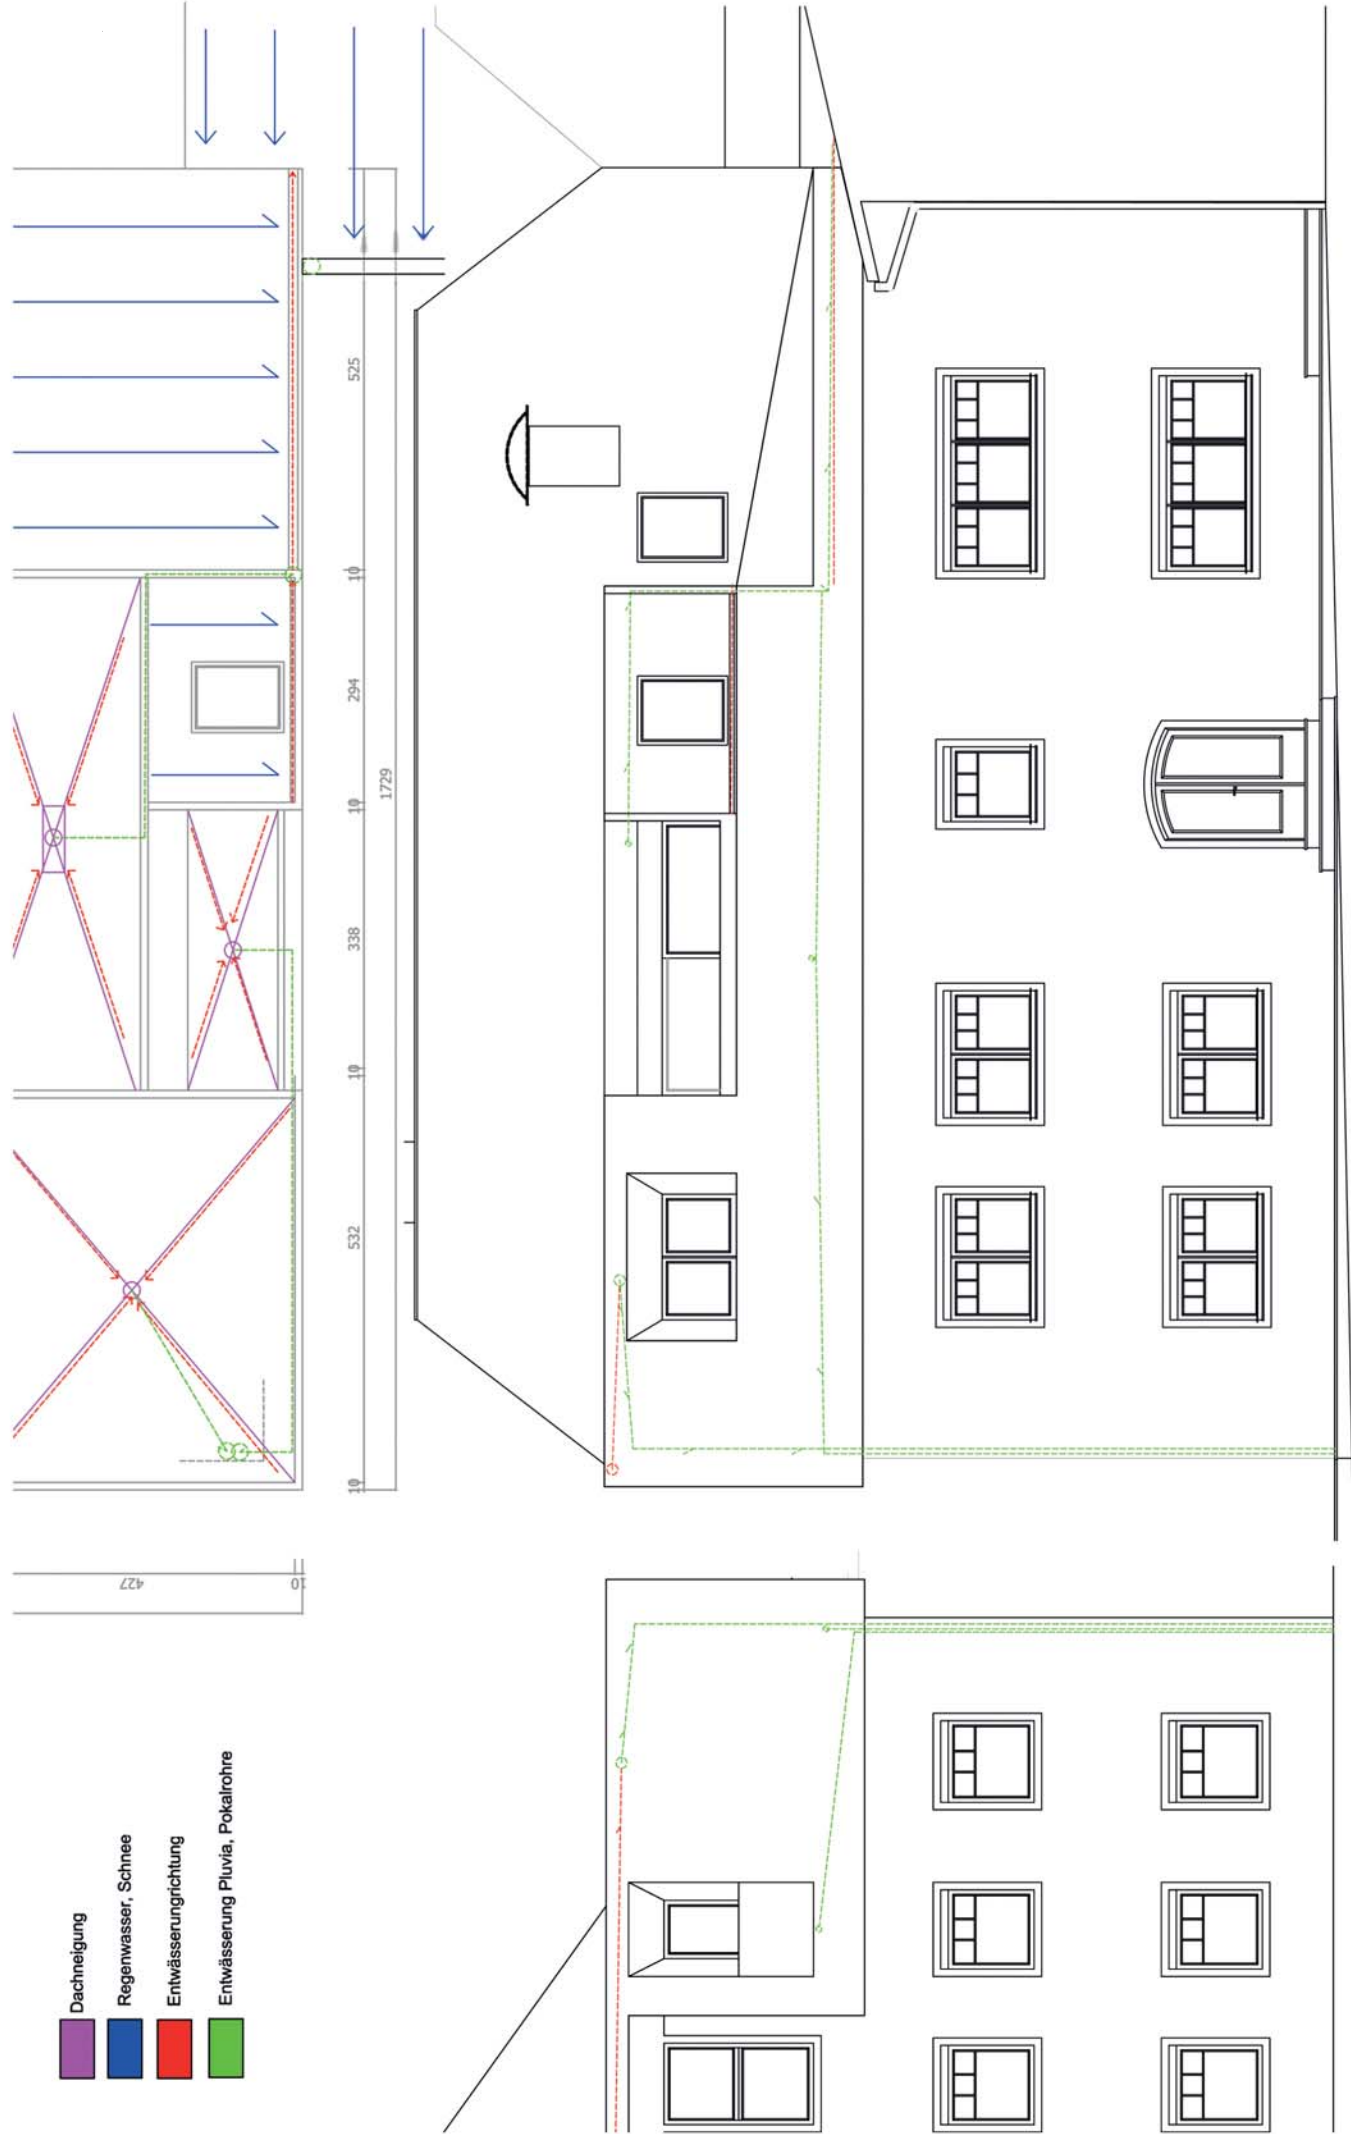 Dachneigung
Regenwasser, Schnee
Entwässerungrichtung
Entwässerung Pluvia, Pokalrohre
427
10
10
532
10
338
10
294
10
525
1729